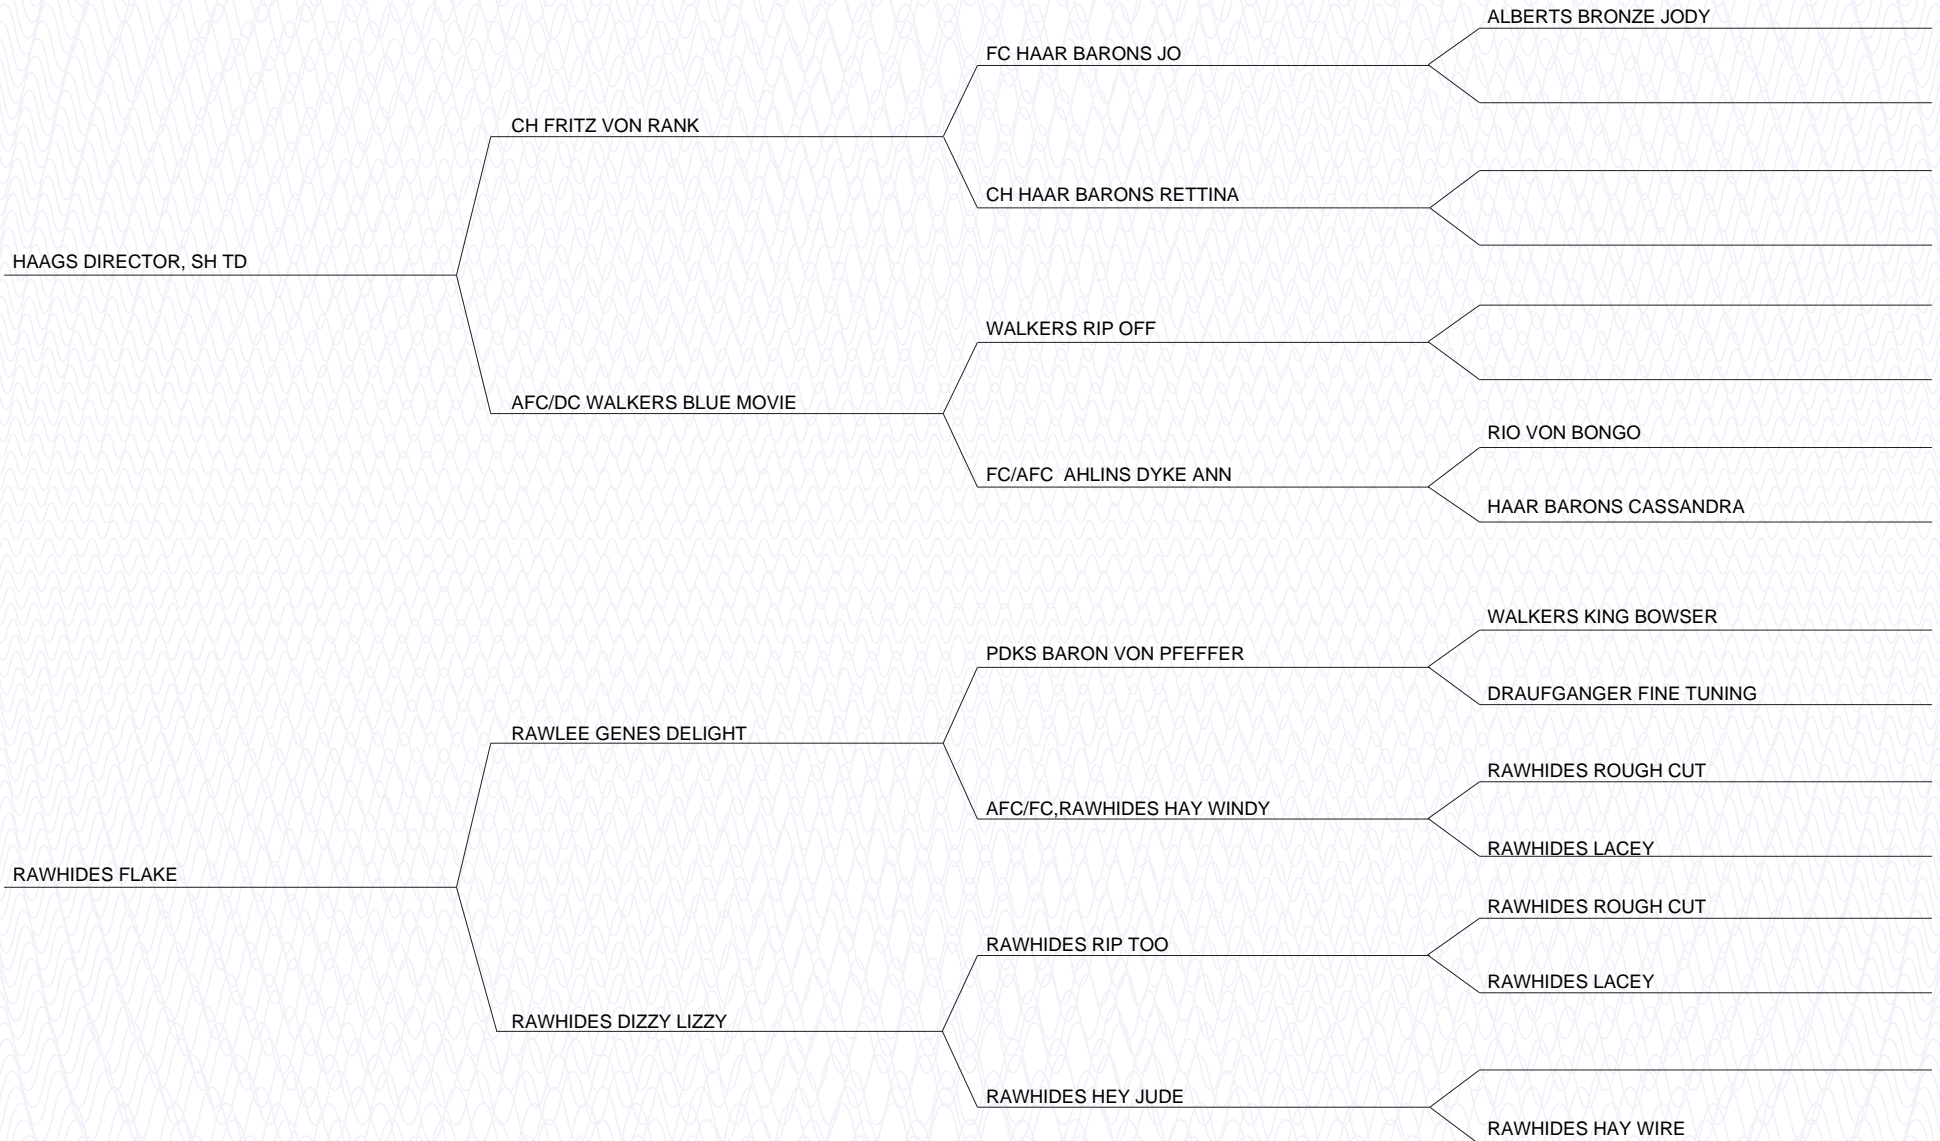 ALBERTS BRONZE JODY
FC HAAR BARONS JO
CH FRITZ VON RANK
CH HAAR BARONS RETTINA
HAAGS DIRECTOR, SH TD
WALKERS RIP OFF
AFC/DC WALKERS BLUE MOVIE
RIO VON BONGO
FC/AFC  AHLINS DYKE ANN
HAAR BARONS CASSANDRA
WALKERS KING BOWSER
PDKS BARON VON PFEFFER
DRAUFGANGER FINE TUNING
RAWLEE GENES DELIGHT
RAWHIDES ROUGH CUT
AFC/FC,RAWHIDES HAY WINDY
RAWHIDES LACEY
RAWHIDES FLAKE
RAWHIDES ROUGH CUT
RAWHIDES RIP TOO
RAWHIDES LACEY
RAWHIDES DIZZY LIZZY
RAWHIDES HEY JUDE
RAWHIDES HAY WIRE